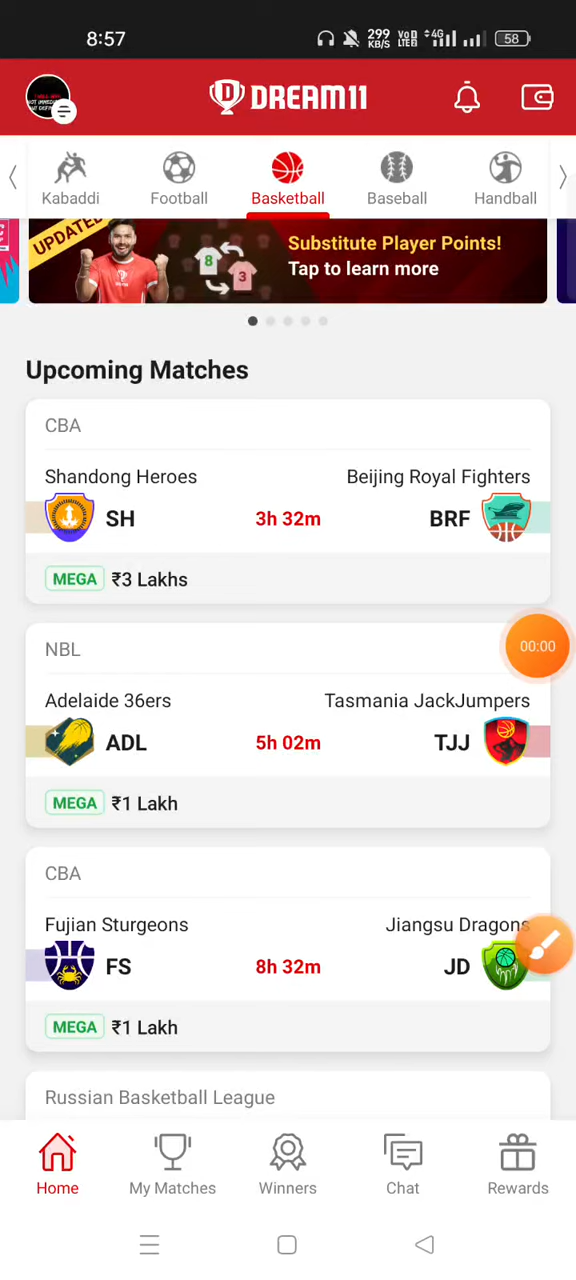 8:57
299 KB/S
4G
58
DREAM11
Kabaddi
Football
Basketball
Baseball
Handball
UPDATED
8
3
Substitute Player Points!
Tap to learn more
Upcoming Matches
CBA
Shandong Heroes
Beijing Royal Fighters
SH
3h 32m
BRF
MEGA ₹3 Lakhs
00:00
NBL
Adelaide 36ers
Tasmania JackJumpers
ADL
5h 02m
TJJ
MEGA ₹1 Lakh
CBA
Fujian Sturgeons
Jiangsu Dragons
FS
8h 32m
JD
MEGA ₹1 Lakh
Russian Basketball League
Home
My Matches
Winners
Chat
Rewards